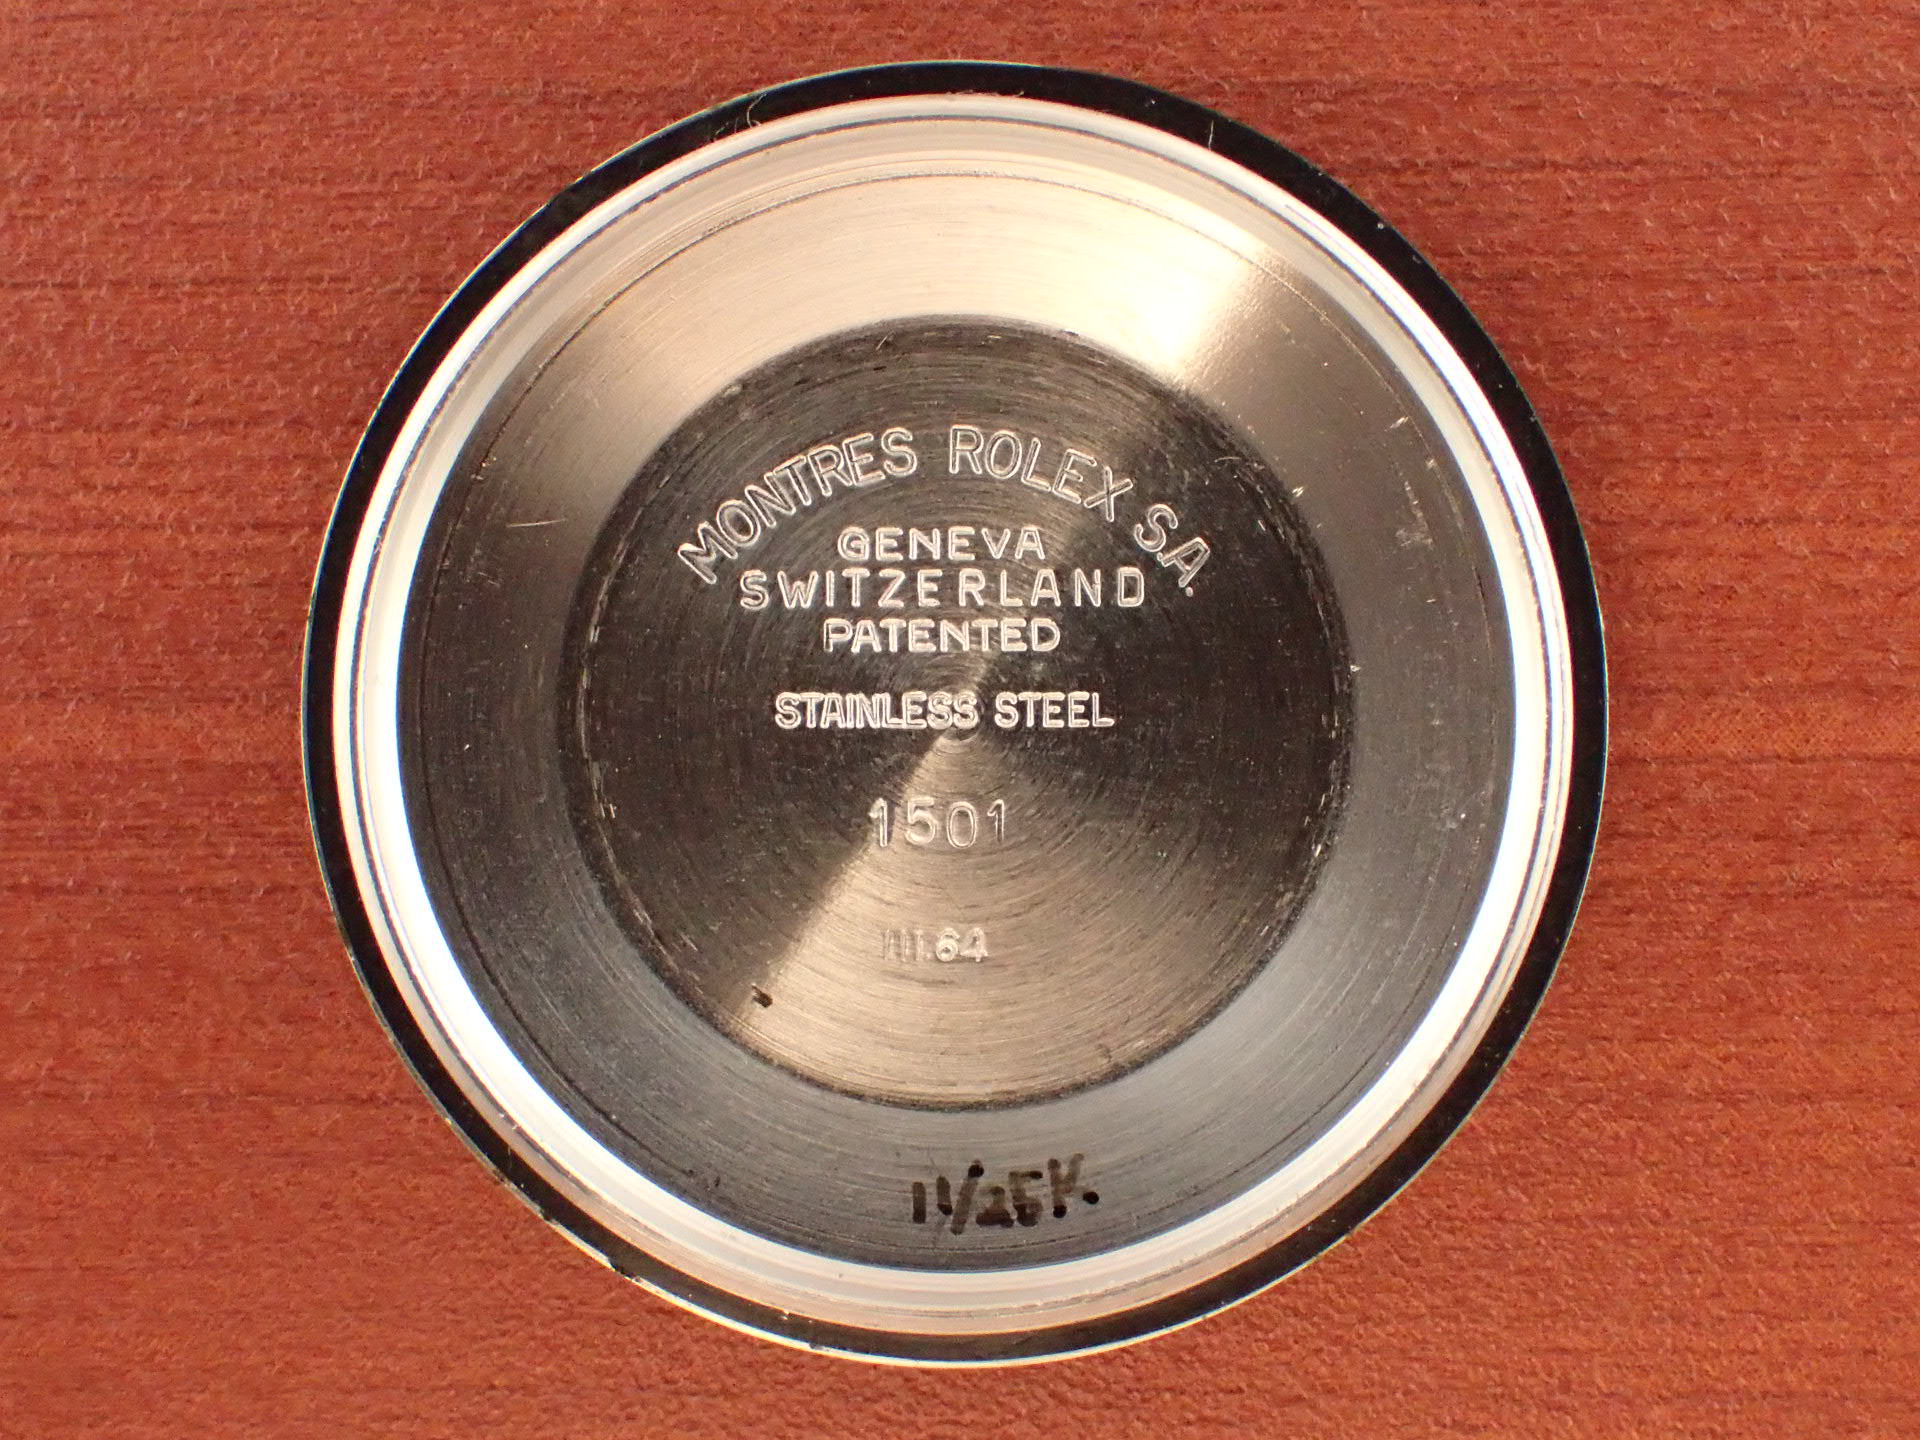 MONTRES ROLEX S.A.
GENEVA
SWITZERLAND
PATENTED
STAINLESS STEEL
1501
III.64
11/25K.